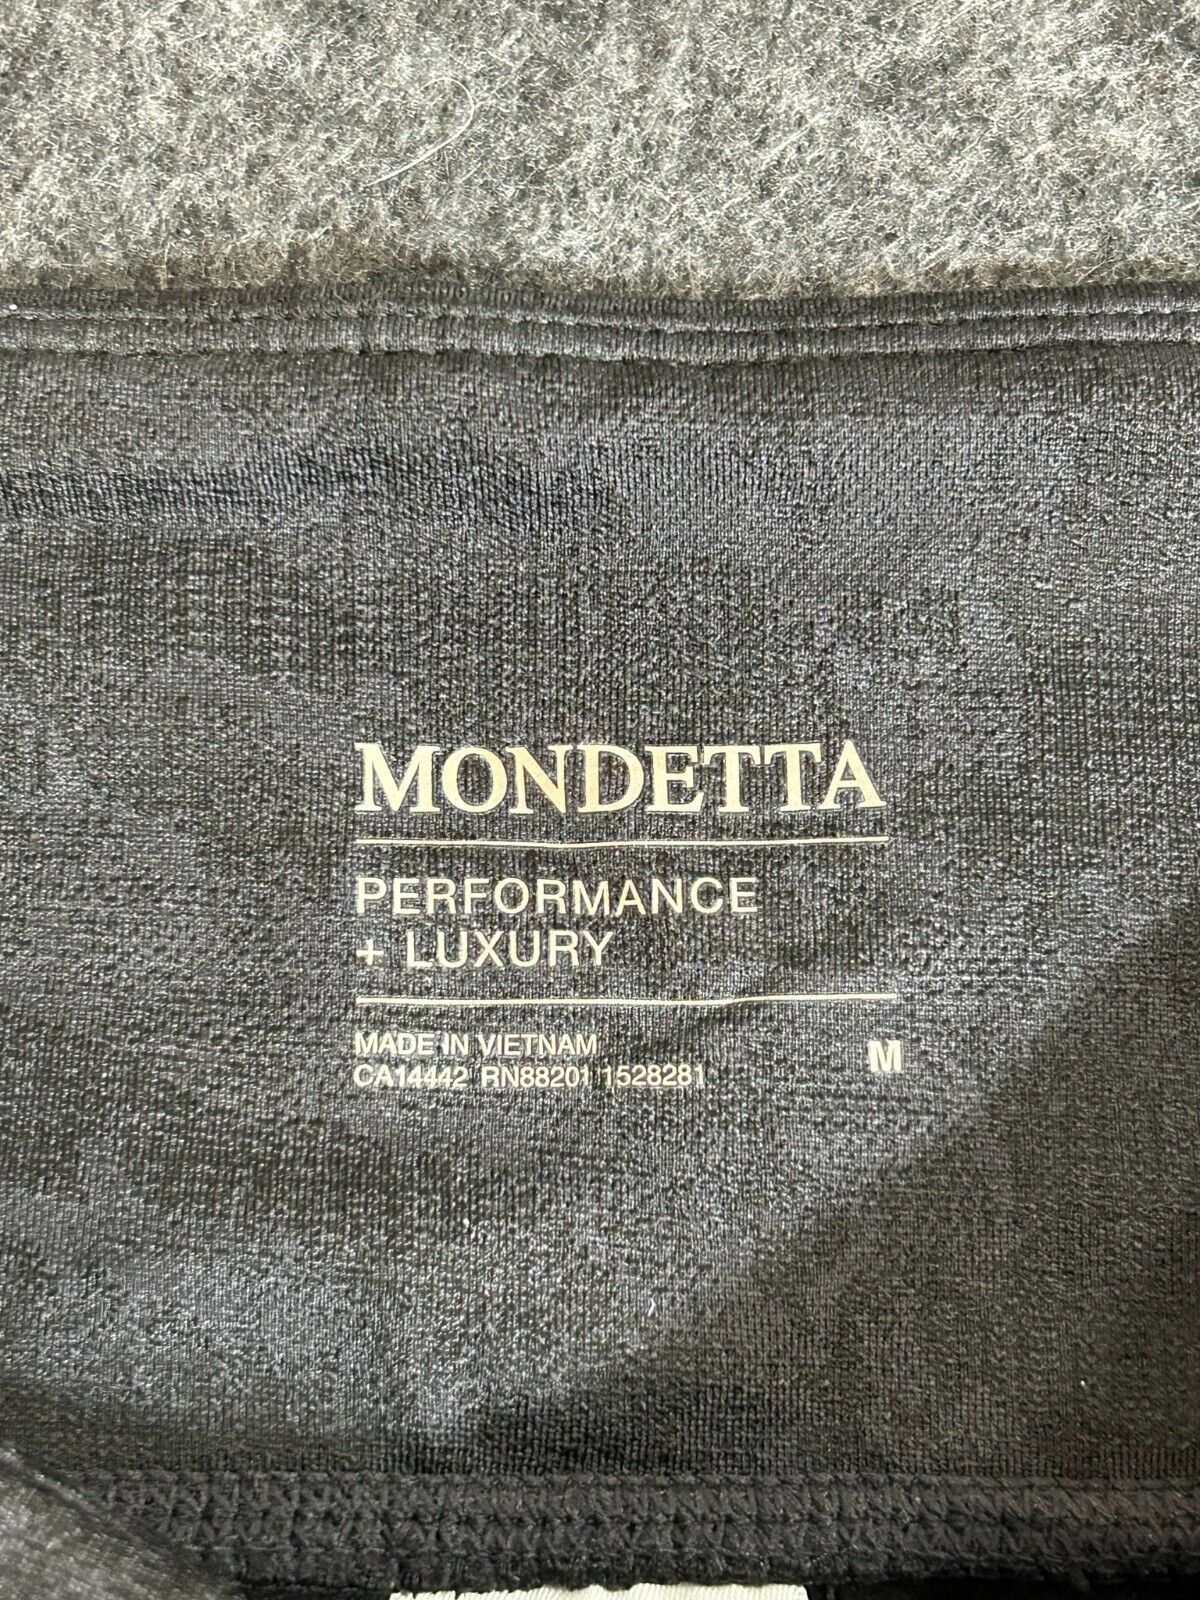 MONDETTA
PERFORMANCE
+ LUXURY
MADE IN VIETNAM
CA14442 RN88201 1528281
M